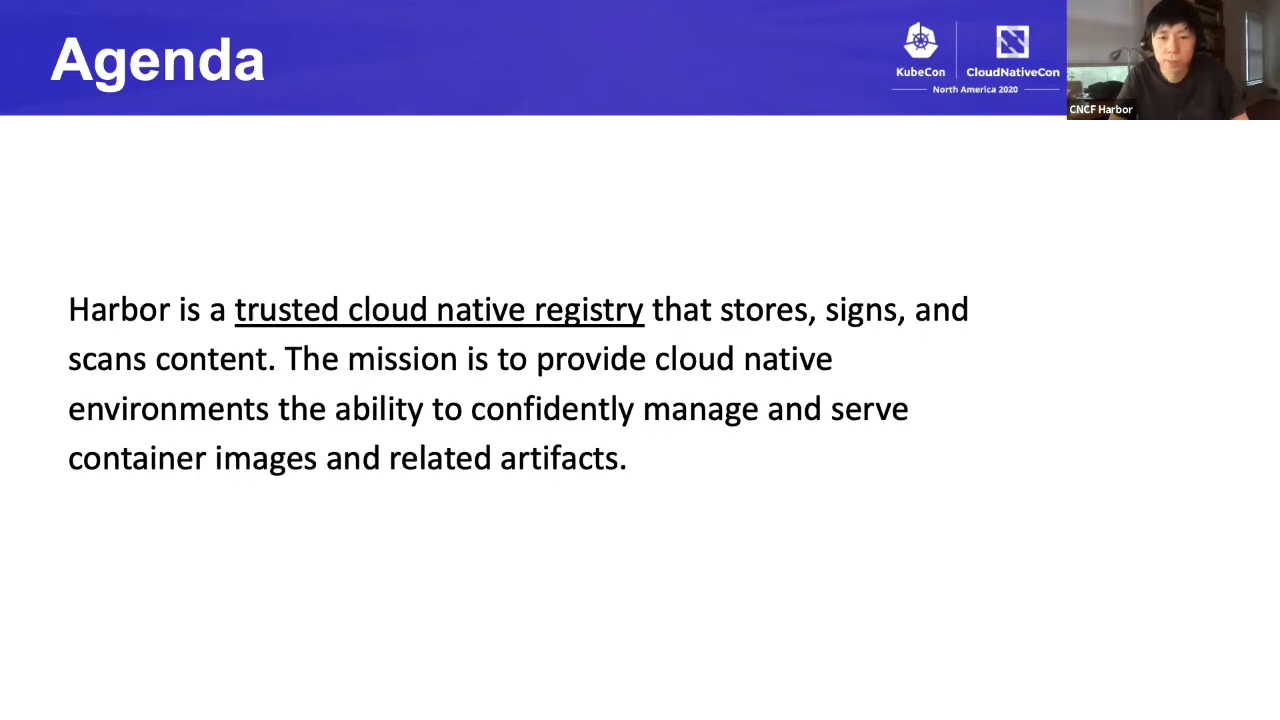 Agenda
KubeCon
CloudNativeCon
North America 2020
CNCF Harbor
Harbor is a trusted cloud native registry that stores, signs, and
scans content. The mission is to provide cloud native
environments the ability to confidently manage and serve
container images and related artifacts.